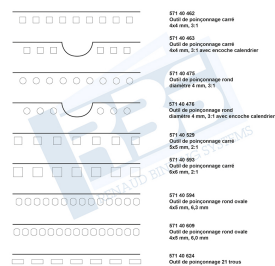 571 40 462
Outil de poinçonnage carré
4x4 mm, 3:1
571 40 463
Outil de poinçonnage carré
4x4 mm, 3:1 avec encoche calendrier
571 40 475
Outil de poinçonnage rond
diamètre 4 mm, 3:1
571 40 476
Outil de poinçonnage rond
diamètre 4 mm, 3:1 avec encoche calendrier
571 40 529
Outil de poinçonnage carré
5x5 mm, 2:1
571 40 693
Outil de poinçonnage carré
6x6 mm, 2:1
571 40 594
Outil de poinçonnage rond ovale
4x5 mm, 6,3 mm
571 40 609
Outil de poinçonnage rond ovale
4x5 mm, 6,0 mm
571 40 624
Outil de poinçonnage 21 trous
RENAUD BINDING SYSTEMS